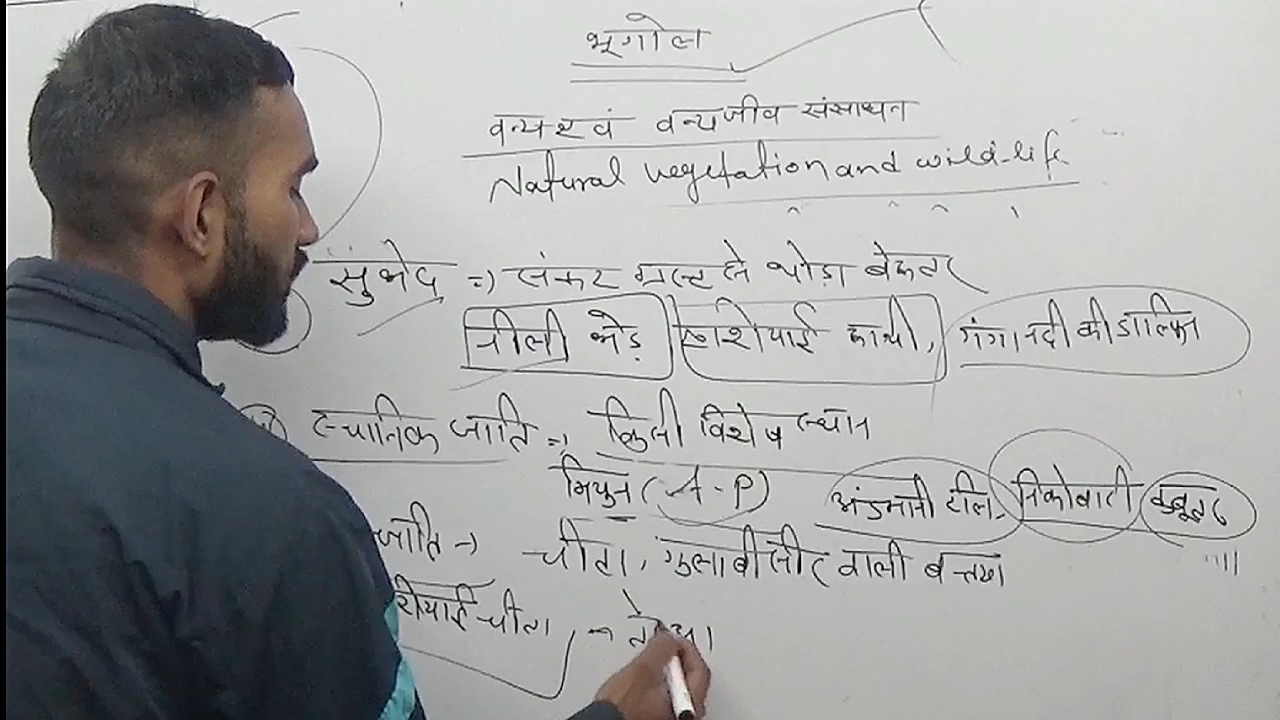 भूगोल
वन्य एवं वन्यजीव संसाधन
Natural vegetation and wild-life
सुभेद्य => संकट ग्रस्त से थोड़ा बेहतर
नीली भेड़ एशियाई हाथी, गंगा नदी की डाल्फिन
स्थानिक जाति => किसी विशेष स्थान
मिथुन (A-P) अंडमानी टील, निकोबारी कबूतर
जाति -> चीता, गुलाबी सिर वाली बत्तख
शियाई चीता